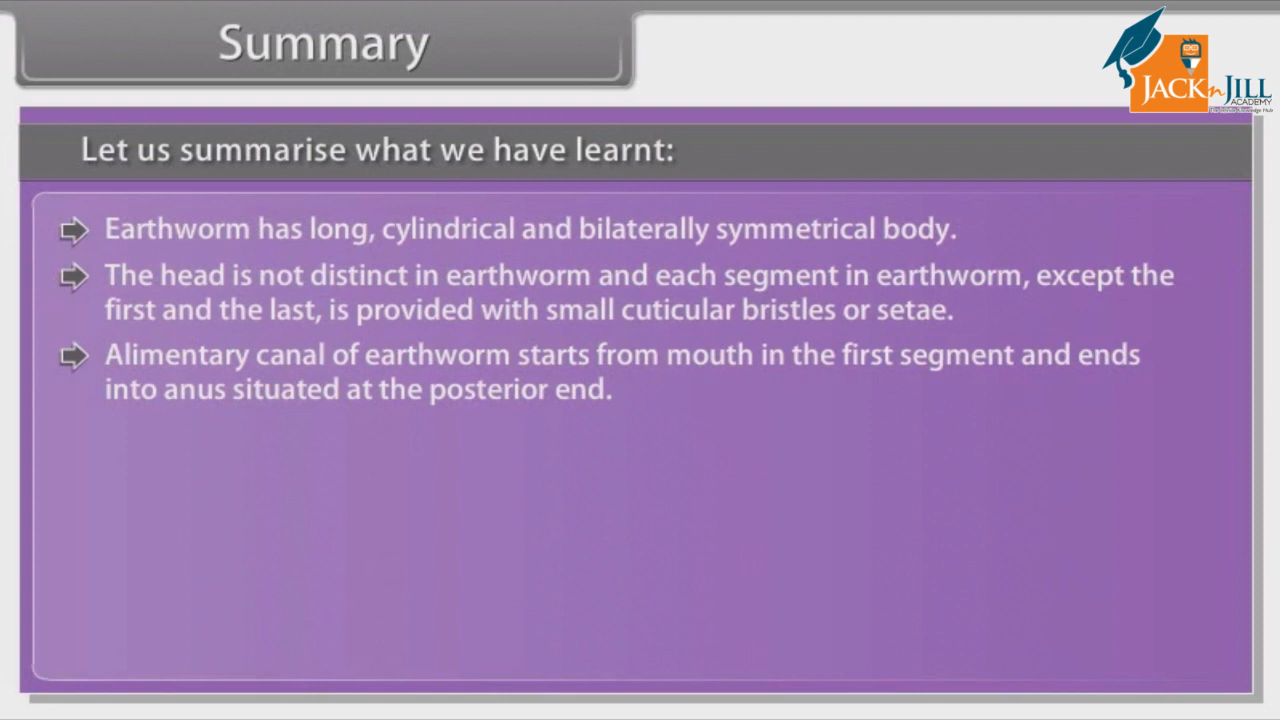 Summary
JACKnJILL
ACADEMY
Let us summarise what we have learnt:
Earthworm has long, cylindrical and bilaterally symmetrical body.
The head is not distinct in earthworm and each segment in earthworm, except the
first and the last, is provided with small cuticular bristles or setae.
Alimentary canal of earthworm starts from mouth in the first segment and ends
into anus situated at the posterior end.